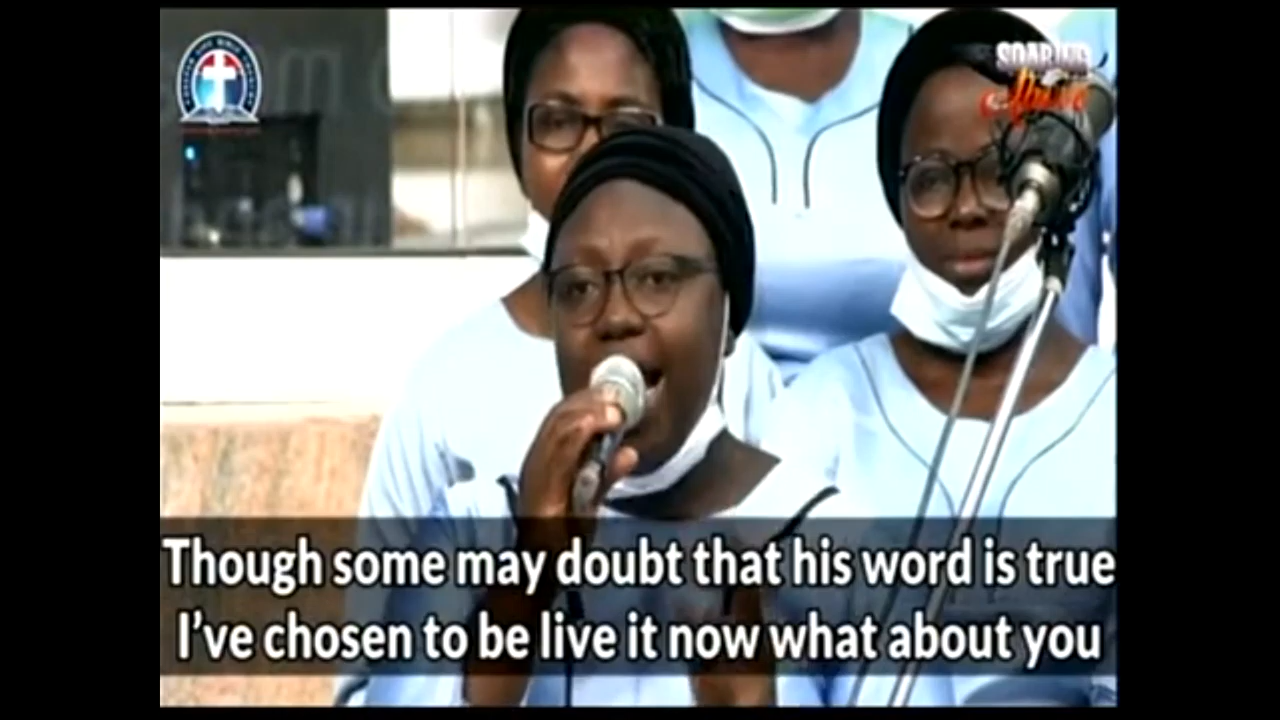 SOARING
Though some may doubt that his word is true
I've chosen to be live it now what about you